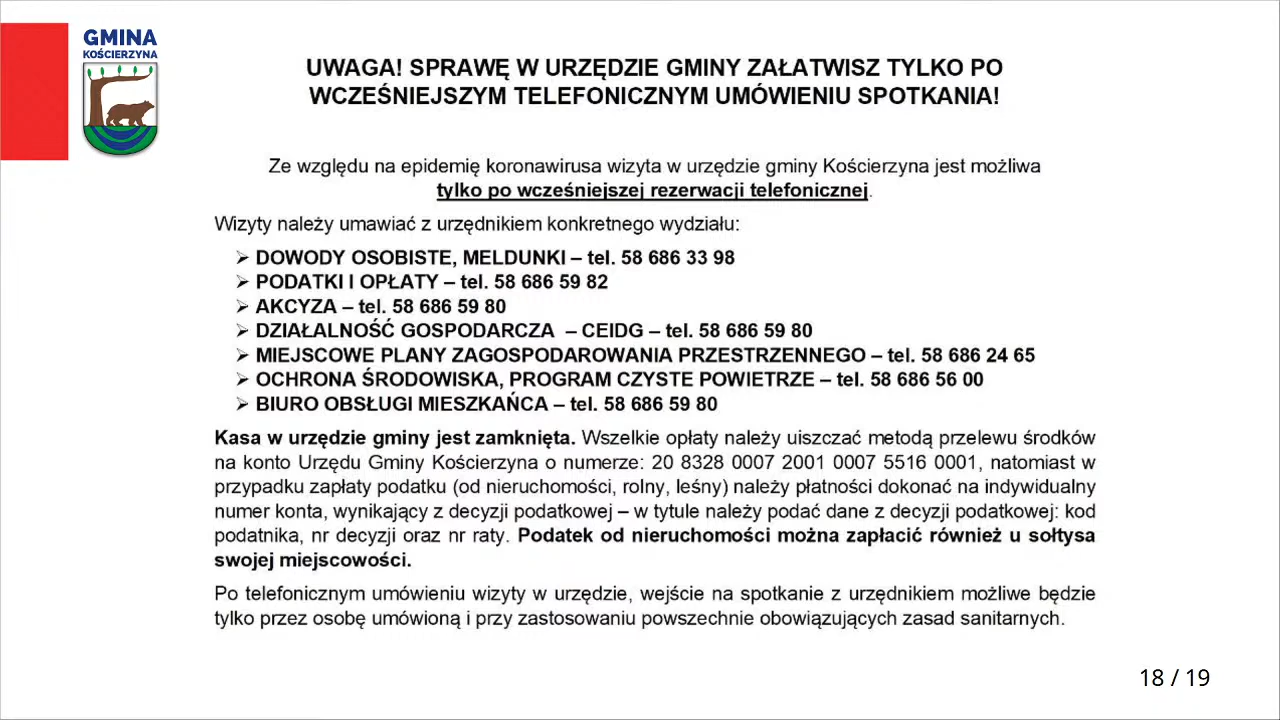 GMINA
KOŚCIERZYNA
UWAGA! SPRAWĘ W URZĘDZIE GMINY ZAŁATWISZ TYLKO PO
WCZEŚNIEJSZYM TELEFONICZNYM UMÓWIENIU SPOTKANIA!
Ze względu na epidemię koronawirusa wizyta w urzędzie gminy Kościerzyna jest możliwa
tylko po wcześniejszej rezerwacji telefonicznej.
Wizyty należy umawiać z urzędnikiem konkretnego wydziału:
➢ DOWODY OSOBISTE, MELDUNKI – tel. 58 686 33 98
➢ PODATKI I OPŁATY – tel. 58 686 59 82
➢ AKCYZA – tel. 58 686 59 80
➢ DZIAŁALNOŚĆ GOSPODARCZA – CEIDG – tel. 58 686 59 80
➢ MIEJSCOWE PLANY ZAGOSPODAROWANIA PRZESTRZENNEGO – tel. 58 686 24 65
➢ OCHRONA ŚRODOWISKA, PROGRAM CZYSTE POWIETRZE – tel. 58 686 56 00
➢ BIURO OBSŁUGI MIESZKAŃCA – tel. 58 686 59 80
Kasa w urzędzie gminy jest zamknięta. Wszelkie opłaty należy uiszczać metodą przelewu środków
na konto Urzędu Gminy Kościerzyna o numerze: 20 8328 0007 2001 0007 5516 0001, natomiast w
przypadku zapłaty podatku (od nieruchomości, rolny, leśny) należy płatności dokonać na indywidualny
numer konta, wynikający z decyzji podatkowej – w tytule należy podać dane z decyzji podatkowej: kod
podatnika, nr decyzji oraz nr raty. Podatek od nieruchomości można zapłacić również u sołtysa
swojej miejscowości.
Po telefonicznym umówieniu wizyty w urzędzie, wejście na spotkanie z urzędnikiem możliwe będzie
tylko przez osobę umówioną i przy zastosowaniu powszechnie obowiązujących zasad sanitarnych.
18 / 19